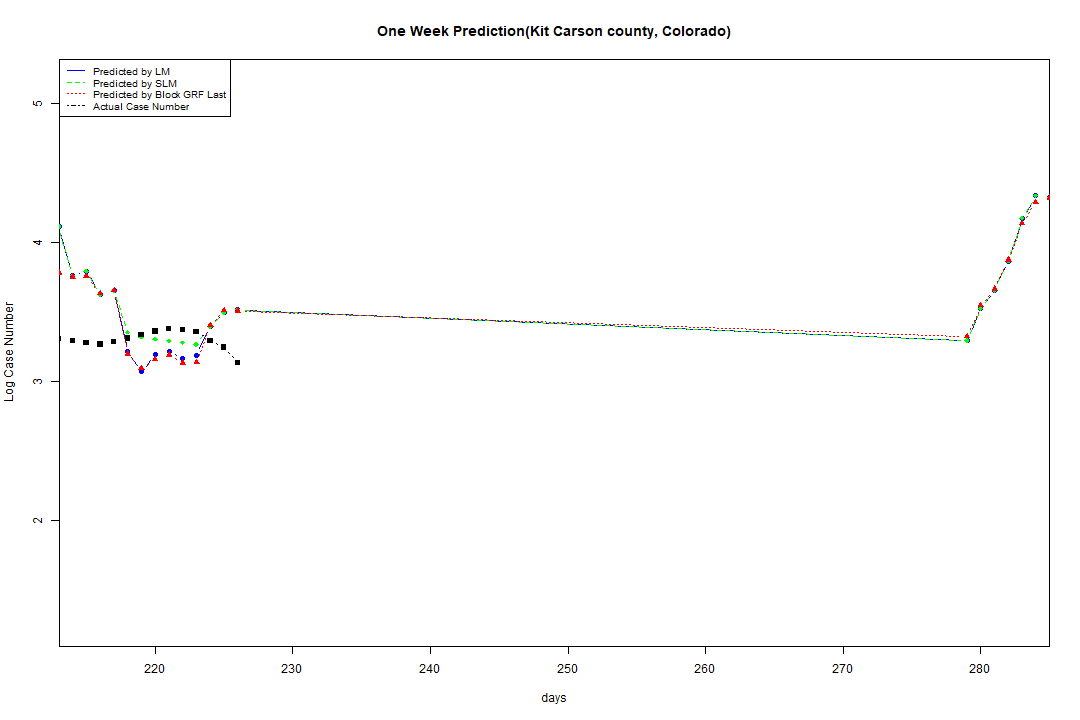 One Week Prediction(Kit Carson county, Colorado)
Predicted by LM
Predicted by SLM
Predicted by Block GRF Last
Actual Case Number
5
4
3
2
Log Case Number
220 230 240 250 260 270 280
days